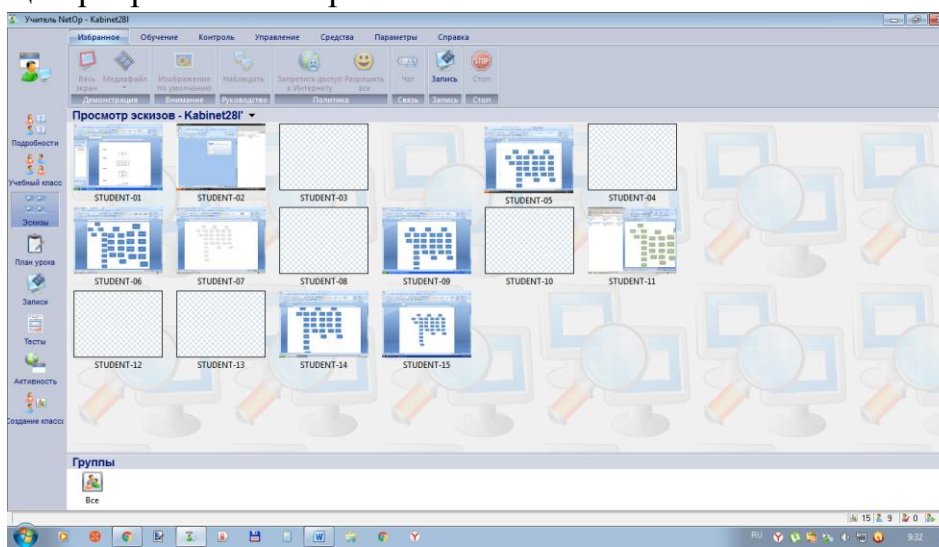 Учитель NetOp - Kabinet28I
Избранное Обучение Контроль Управление Средства Параметры Справка
Весь экран Медиафайл Изображение по умолчанию Наблюдать Запретить доступ к Интернету Разрешить все Чат Запись Стоп
Демонстрация Внимание Руководство Политика Связь Запись Стоп
Просмотр эскизов - Kabinet28I'
Подробности
Учебный класс
Эскизы
План урока
Записи
Тесты
Активность
Создание класса
STUDENT-01 STUDENT-02 STUDENT-03 STUDENT-05 STUDENT-04
STUDENT-06 STUDENT-07 STUDENT-08 STUDENT-09 STUDENT-10 STUDENT-11
STUDENT-12 STUDENT-13 STUDENT-14 STUDENT-15
Группы
Все
15 9 0
RU 9:32